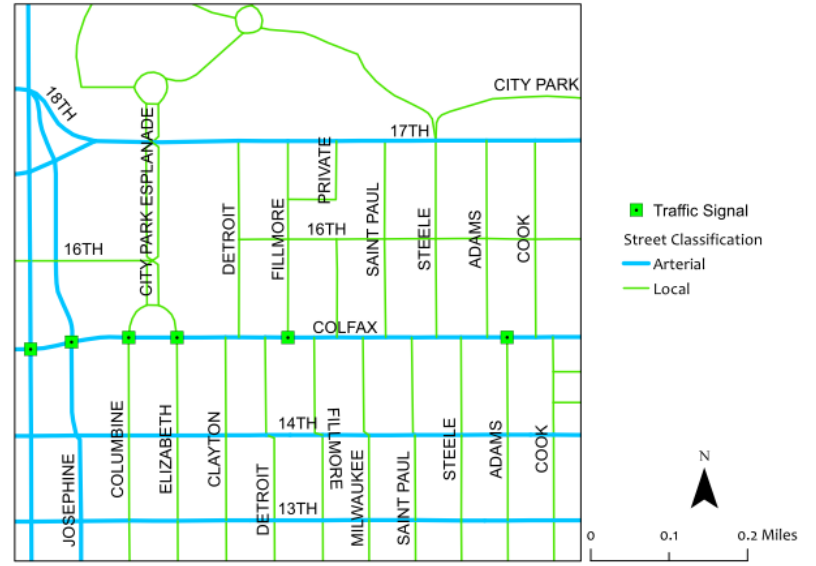 18TH
CITY PARK
17TH
CITY PARK ESPLANADE
PRIVATE
DETROIT
FILLMORE
SAINT PAUL
STEELE
ADAMS
COOK
16TH
16TH
COLFAX
COLUMBINE
ELIZABETH
CLAYTON
14TH
FILLMORE
STEELE
ADAMS
COOK
JOSEPHINE
DETROIT
MILWAUKEE
SAINT PAUL
13TH
Traffic Signal
Street Classification
Arterial
Local
N
0 0.1 0.2 Miles